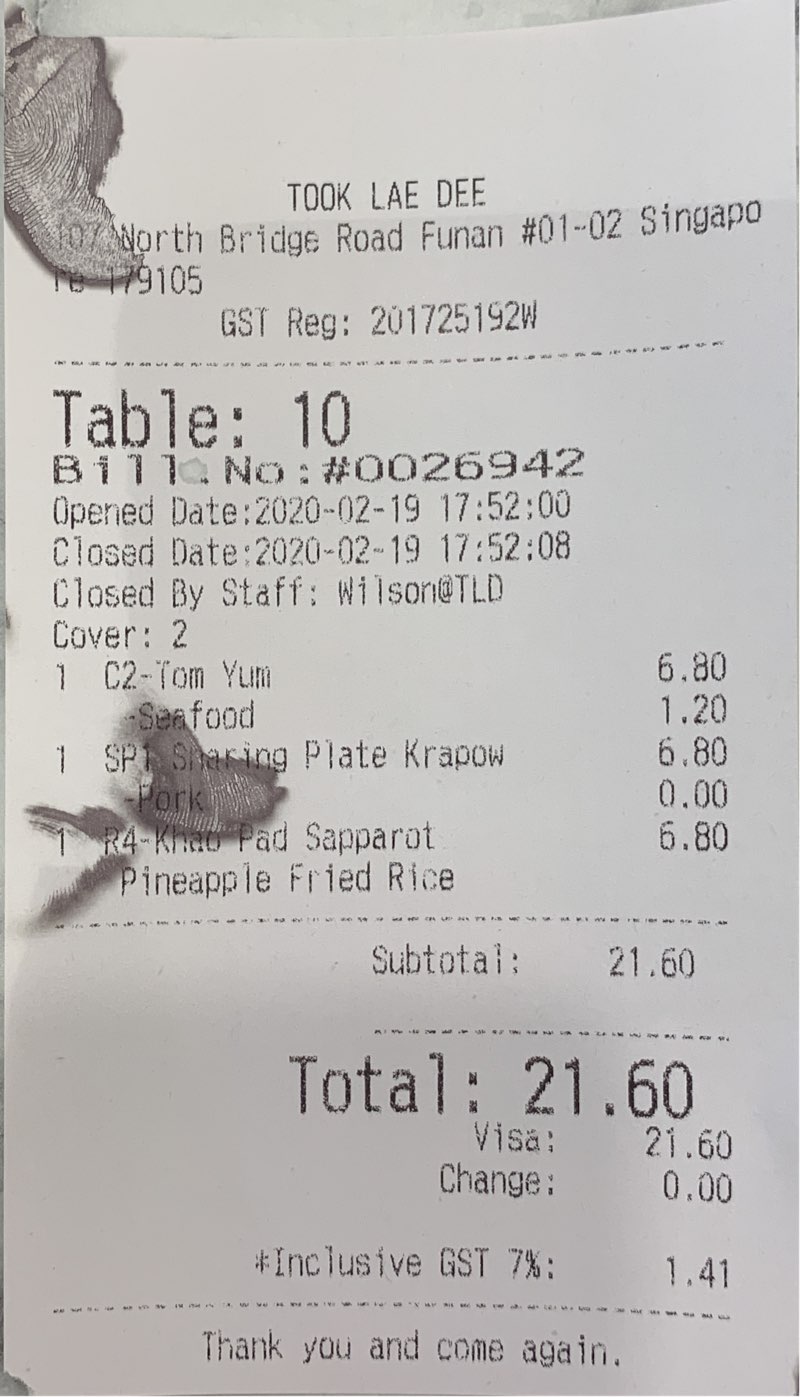 TOOK LAE DEE
107 North Bridge Road Funan #01-02 Singapo
re 179105
GST Reg: 201725192W
Table: 10
Bill.No:#0026942
Opened Date:2020-02-19 17:52:00
Closed Date:2020-02-19 17:52:08
Closed By Staff: Wilson@TLD
Cover: 2
1 C2-Tom Yum 6.80
-Seafood 1.20
1 SP1 Sharing Plate Krapow 6.80
-Pork 0.00
1 R4-Khao Pad Sapparot 6.80
Pineapple Fried Rice
Subtotal: 21.60
Total: 21.60
Visa: 21.60
Change: 0.00
*Inclusive GST 7%: 1.41
Thank you and come again.